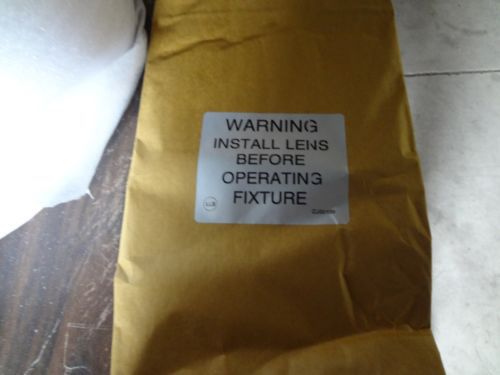 WARNING
INSTALL LENS
BEFORE
OPERATING
FIXTURE